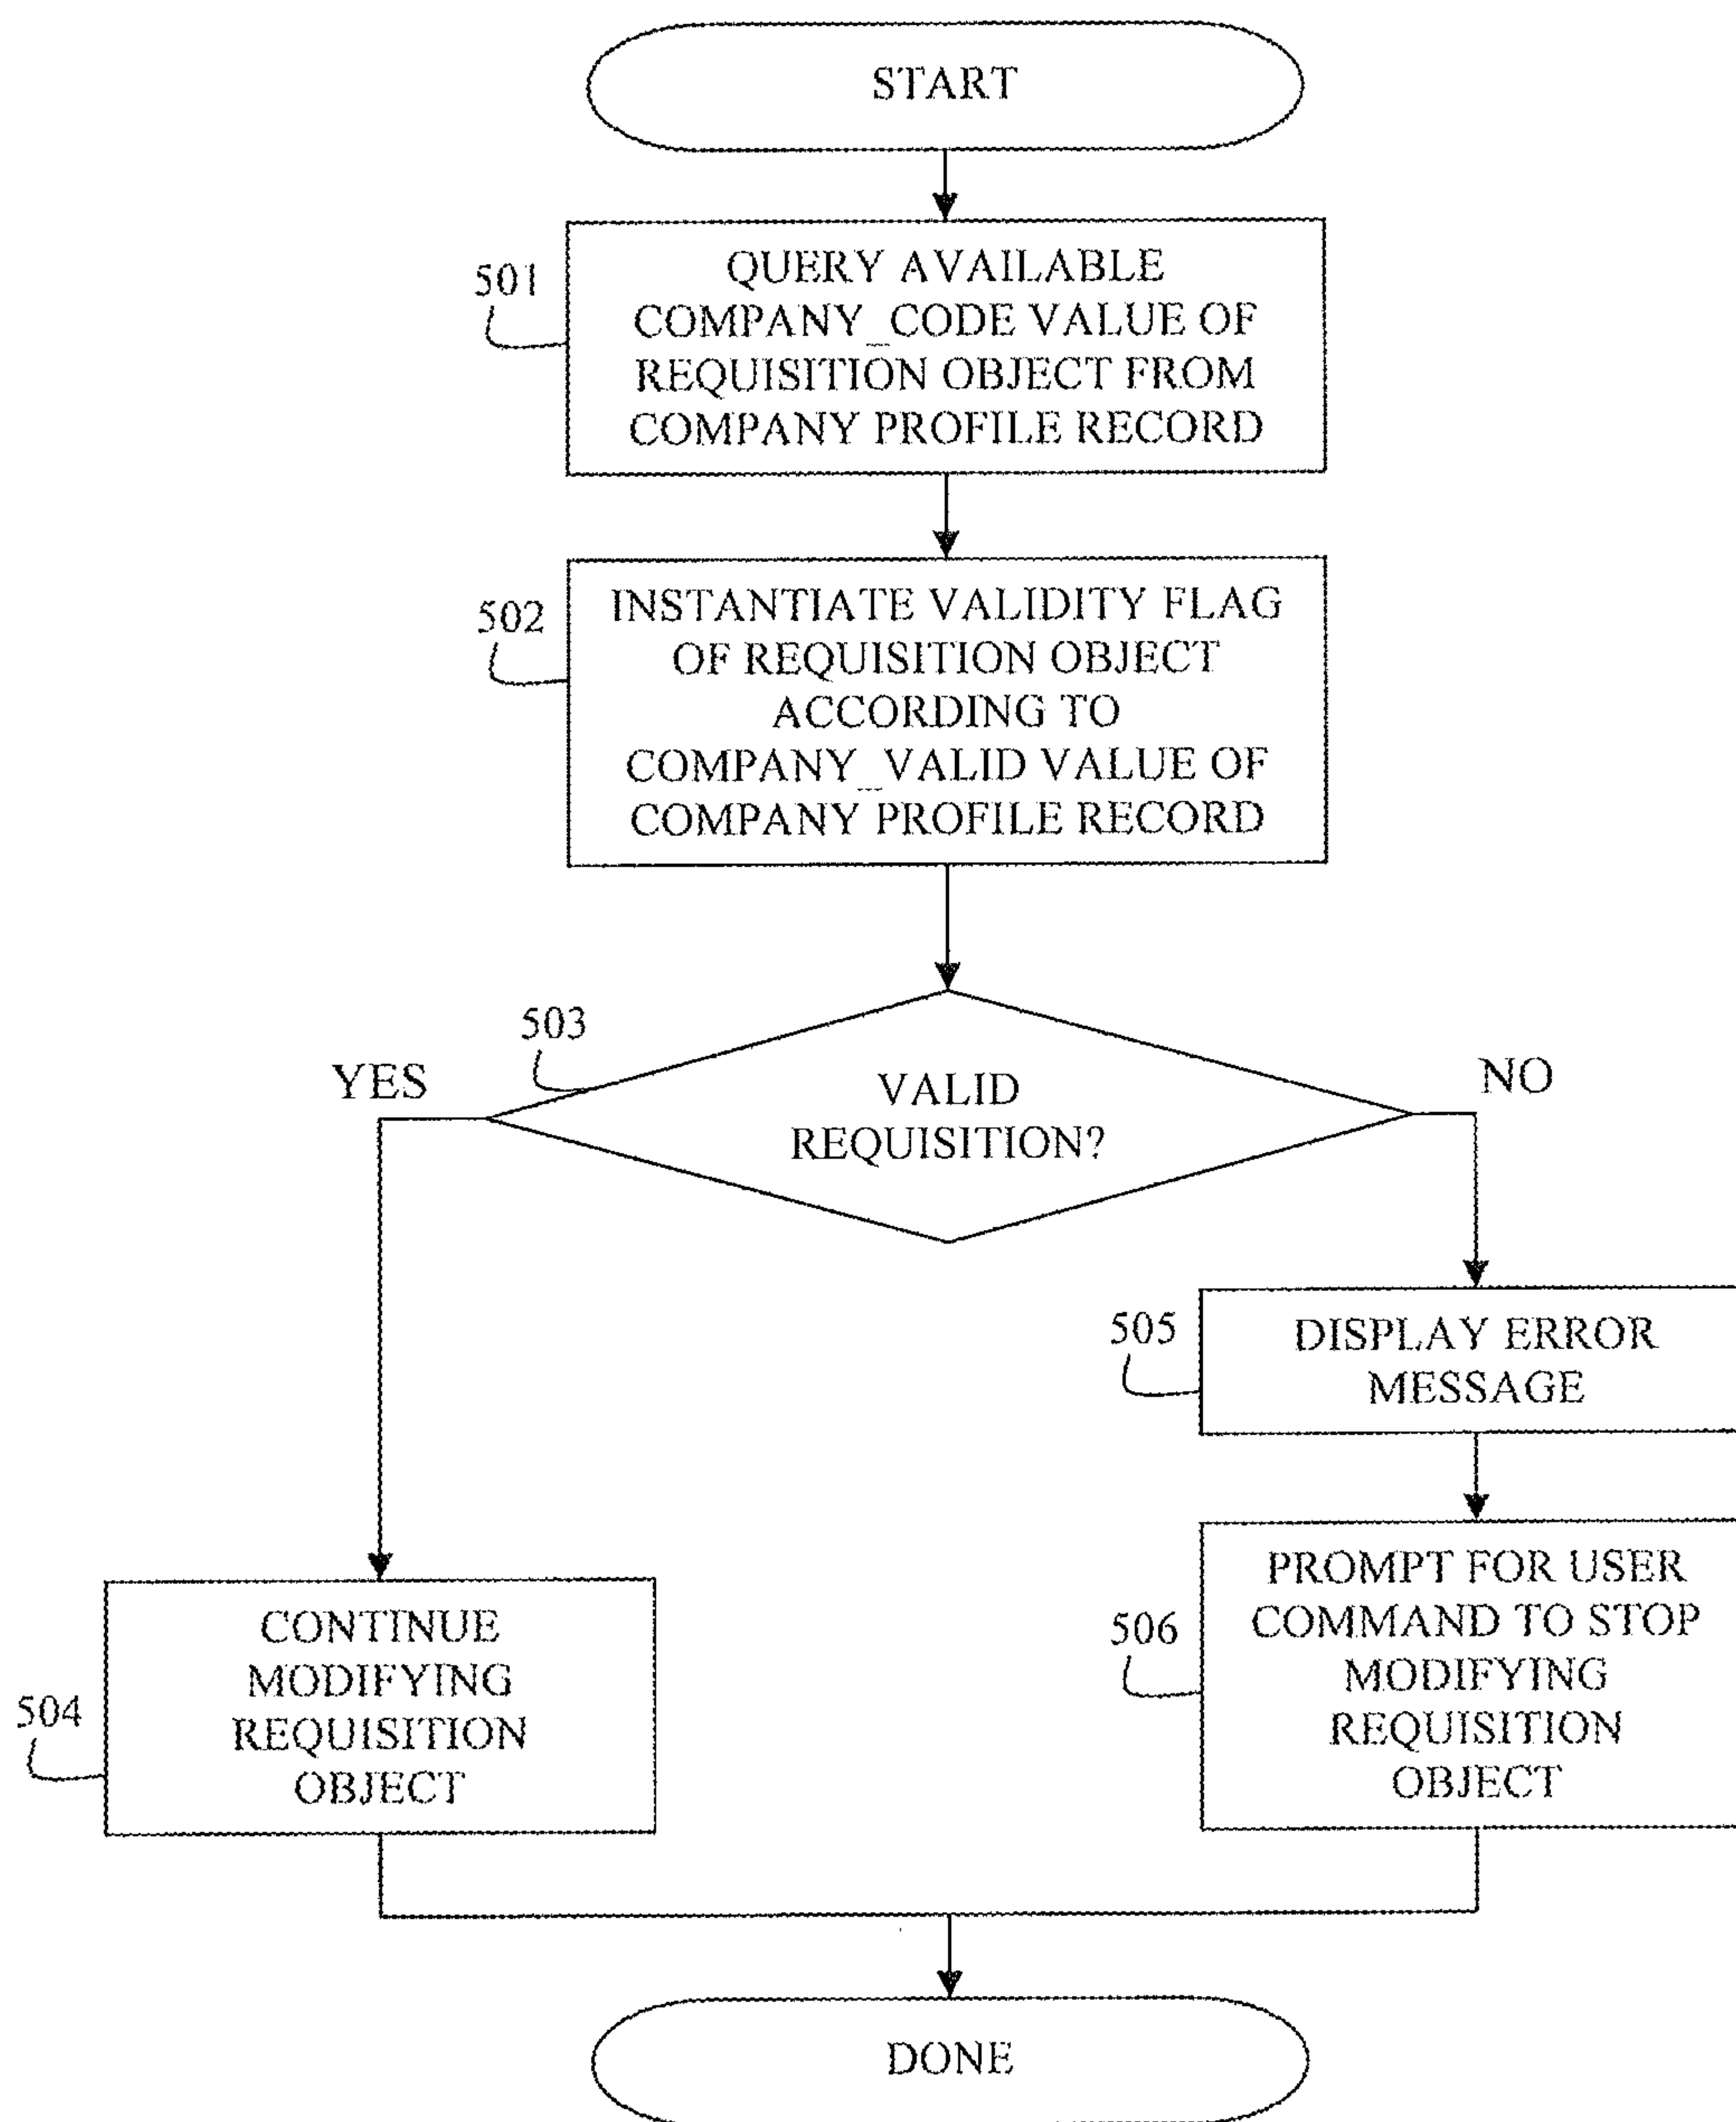 START
501
QUERY AVAILABLE
COMPANY_CODE VALUE OF
REQUISITION OBJECT FROM
COMPANY PROFILE RECORD
502
INSTANTIATE VALIDITY FLAG
OF REQUISITION OBJECT
ACCORDING TO
COMPANY_VALID VALUE OF
COMPANY PROFILE RECORD
503
YES
VALID
REQUISITION?
NO
505
DISPLAY ERROR
MESSAGE
504
CONTINUE
MODIFYING
REQUISITION
OBJECT
506
PROMPT FOR USER
COMMAND TO STOP
MODIFYING
REQUISITION
OBJECT
DONE